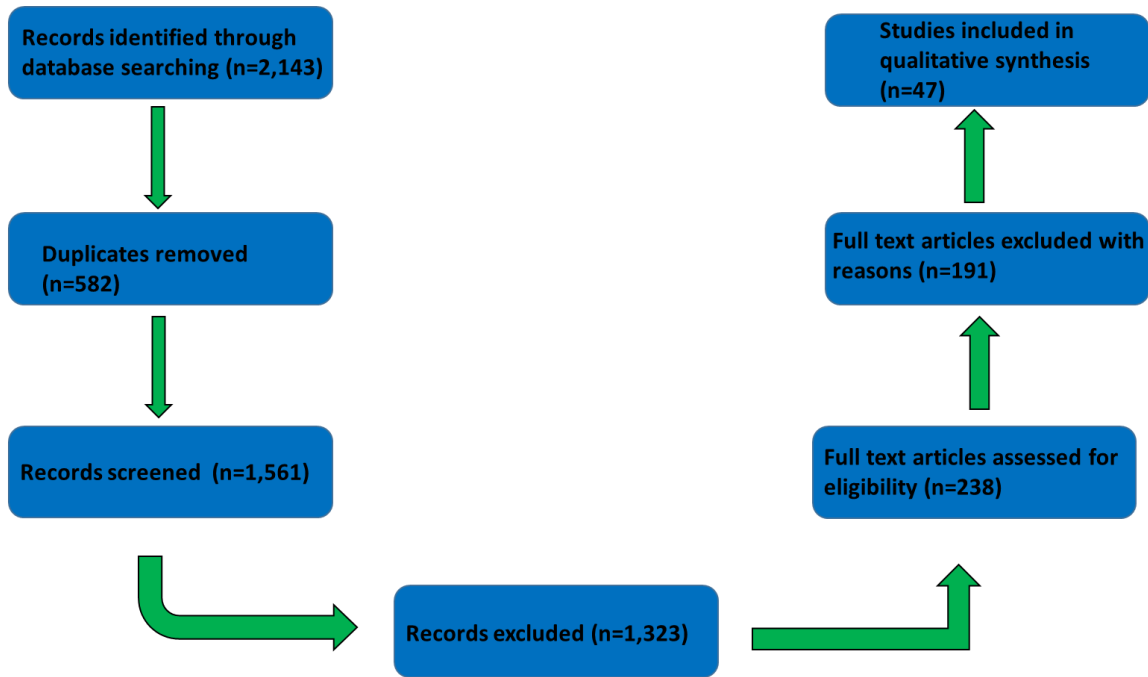 Records identified through
database searching (n=2,143)
Duplicates removed
(n=582)
Records screened  (n=1,561)
Records excluded (n=1,323)
Full text articles assessed for
eligibility (n=238)
Full text articles excluded with
reasons (n=191)
Studies included in
qualitative synthesis
(n=47)